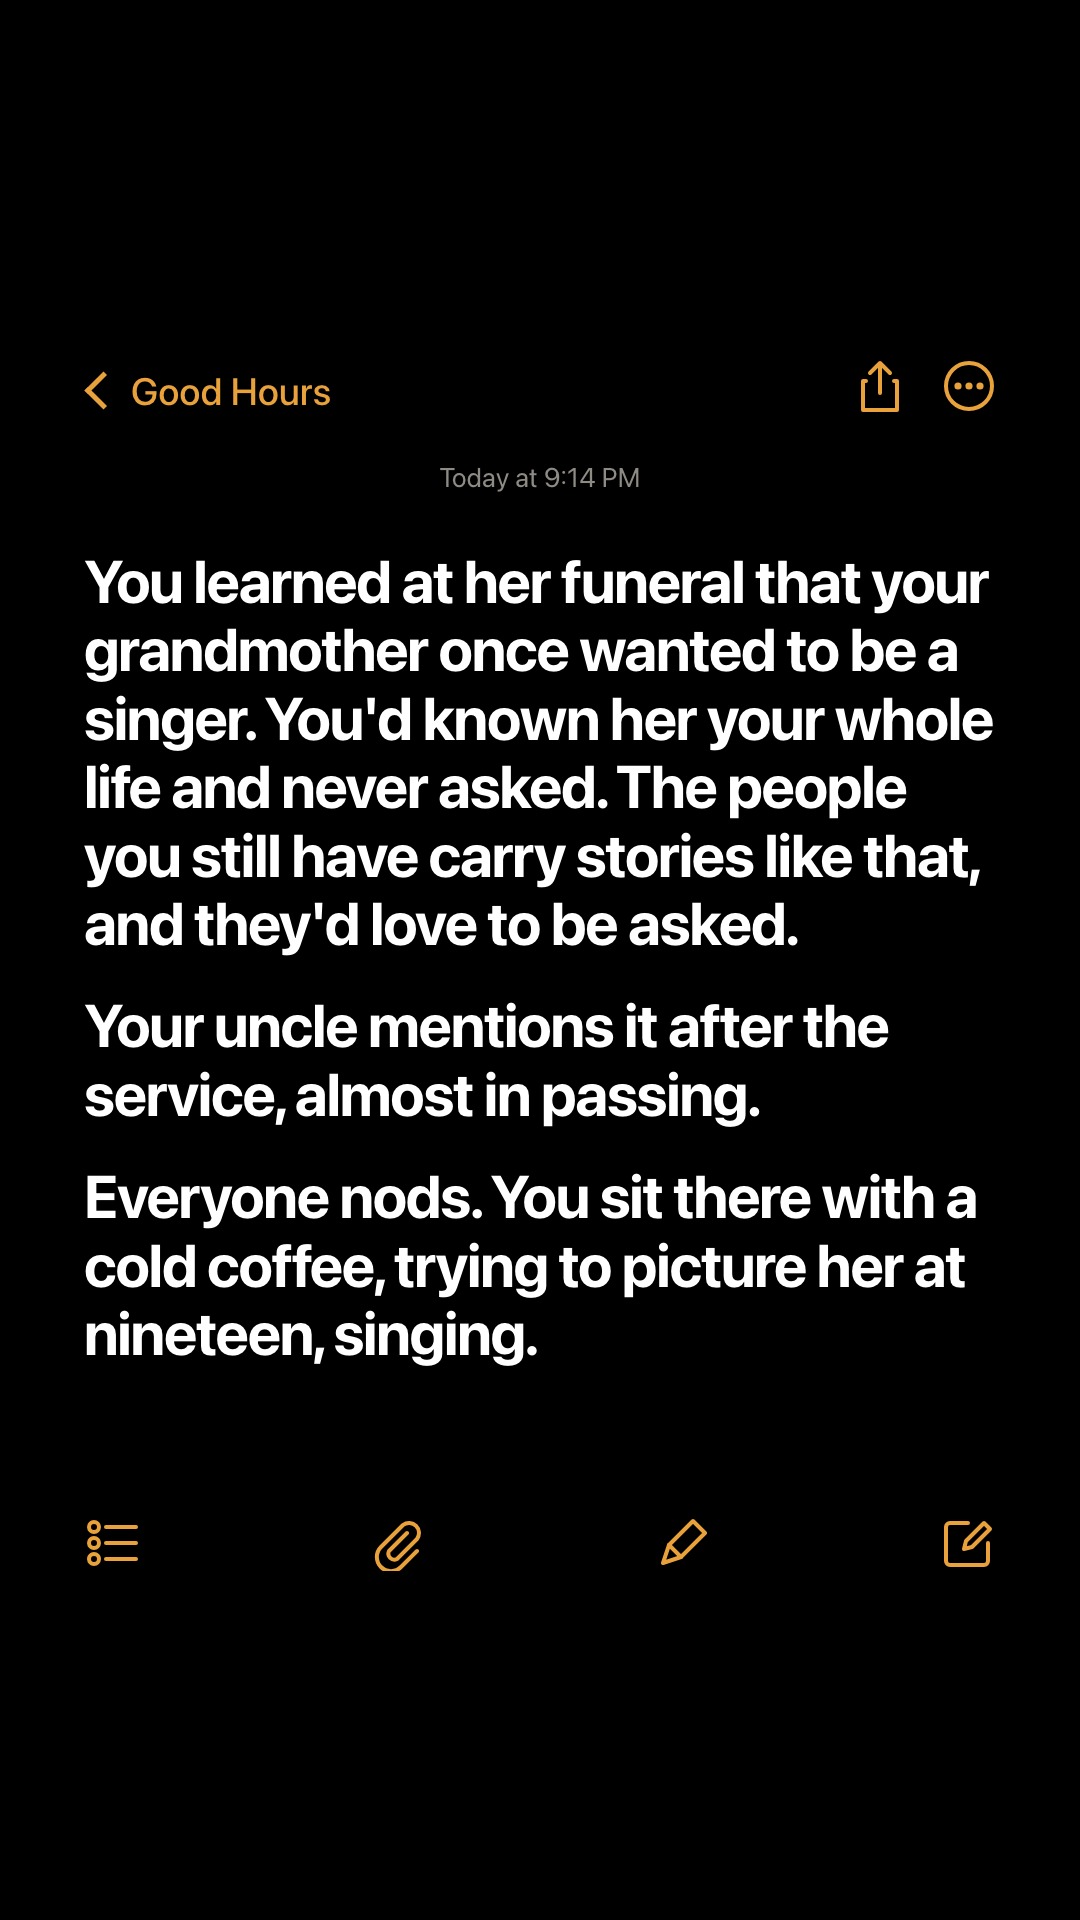 Good Hours
Today at 9:14 PM
You learned at her funeral that your
grandmother once wanted to be a
singer. You'd known her your whole
life and never asked. The people
you still have carry stories like that,
and they'd love to be asked.
Your uncle mentions it after the
service, almost in passing.
Everyone nods. You sit there with a
cold coffee, trying to picture her at
nineteen, singing.